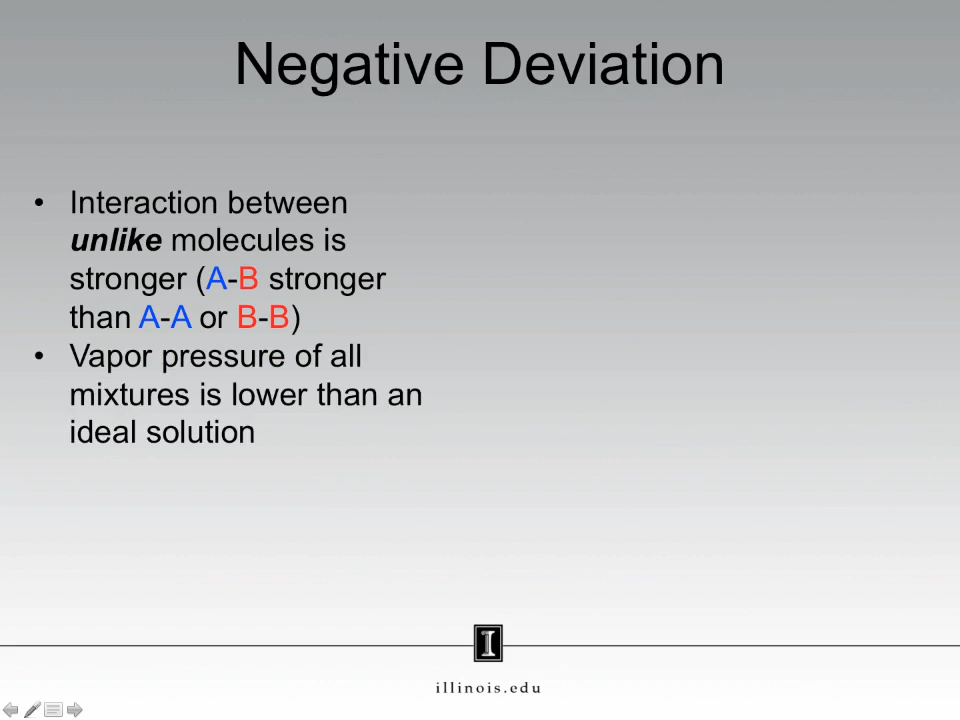 Negative Deviation
• Interaction between
unlike molecules is
stronger (A-B stronger
than A-A or B-B)
• Vapor pressure of all
mixtures is lower than an
ideal solution
I
illinois.edu